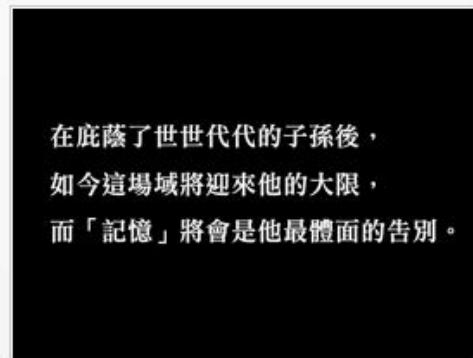 在庇蔭了世世代代的子孫後，
如今這場域將迎來他的大限，
而「記憶」將會是他最體面的告別。